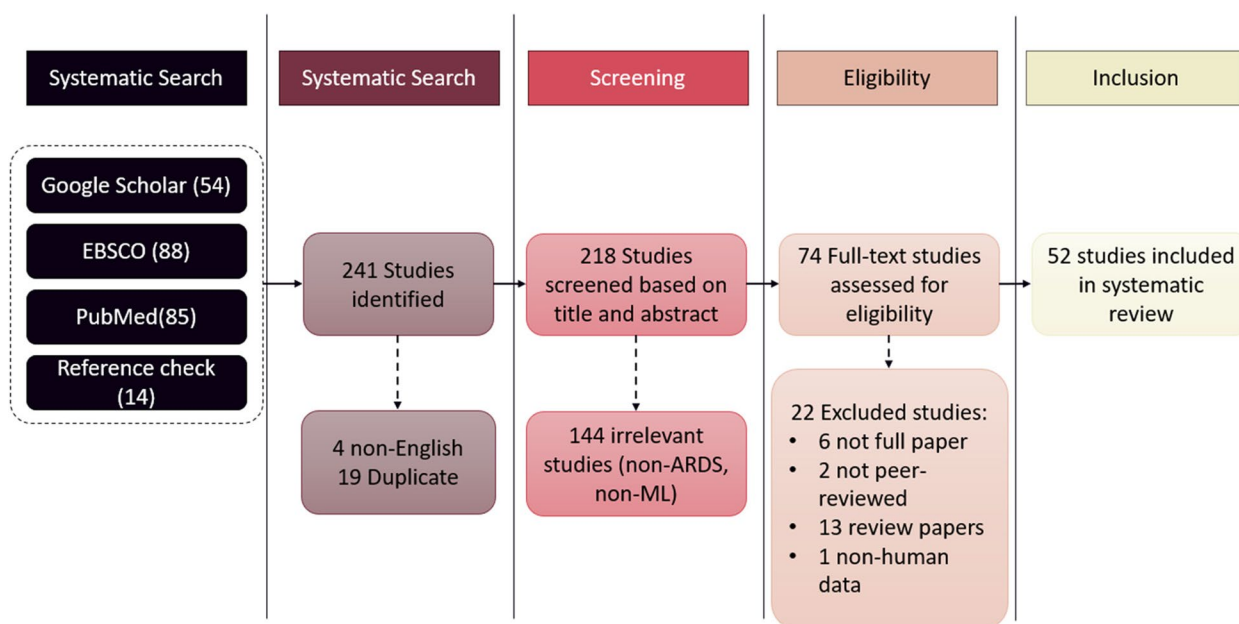 Systematic Search
Systematic Search
Screening
Eligibility
Inclusion
Google Scholar (54)
EBSCO (88)
PubMed(85)
Reference check
(14)
241 Studies
identified
4 non-English
19 Duplicate
218 Studies
screened based on
title and abstract
144 irrelevant
studies (non-ARDS,
non-ML)
74 Full-text studies
assessed for
eligibility
22 Excluded studies:
• 6 not full paper
• 2 not peer-
reviewed
• 13 review papers
• 1 non-human
data
52 studies included
in systematic
review